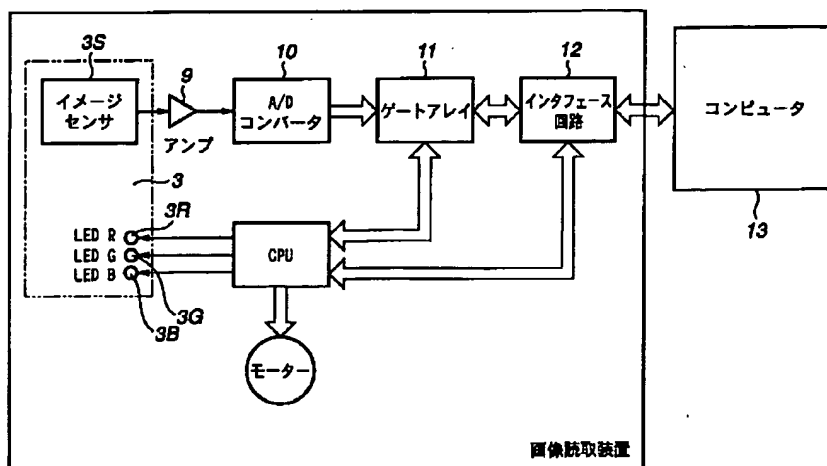 3S
イメージ
センサ
9
アンプ
10
A/D
コンバータ
11
ゲートアレイ
12
インタフェース
回路
コンピュータ
13
3
3R
LED R
LED G
LED B
3G
3B
CPU
モーター
画像読取装置